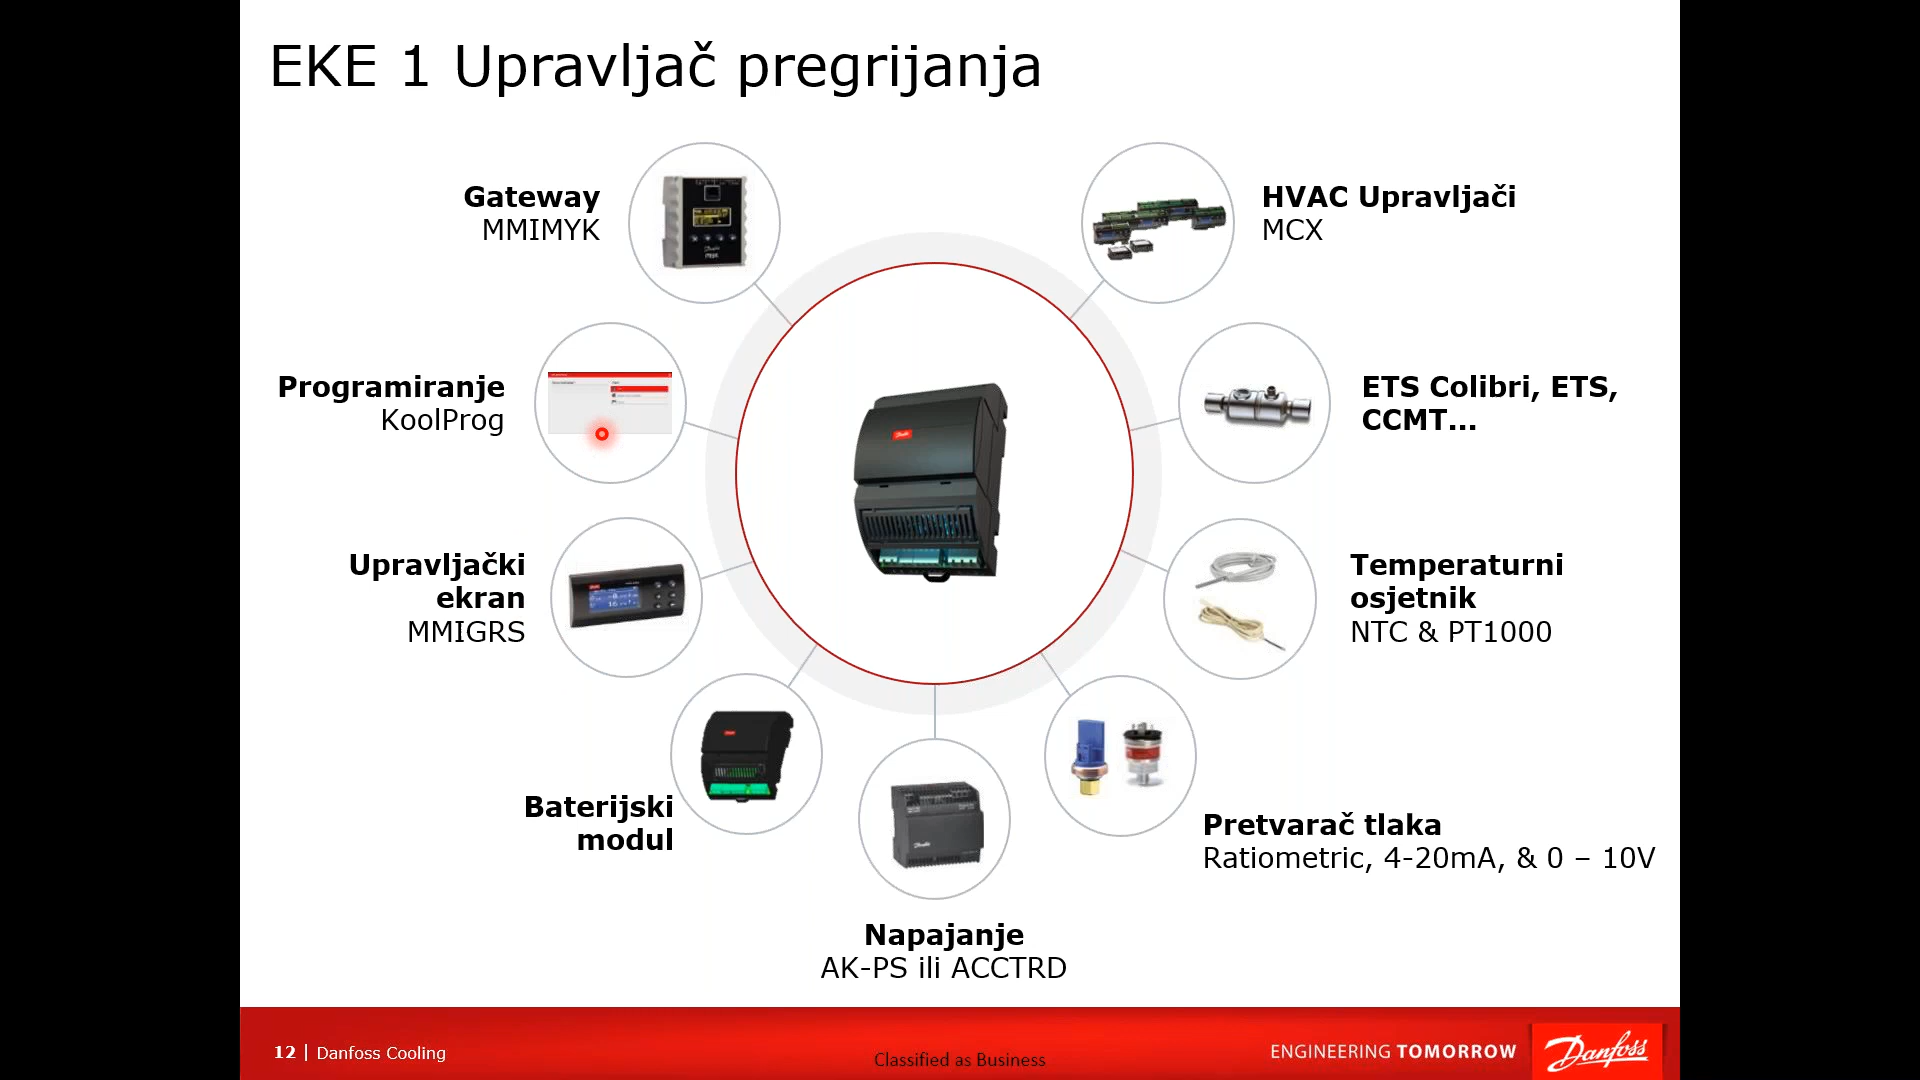 EKE 1 Upravljač pregrijanja
Gateway
MMIMYK
HVAC Upravljači
MCX
Programiranje
KoolProg
ETS Colibri, ETS,
CCMT...
Upravljački
ekran
MMIGRS
Temperaturni
osjetnik
NTC & PT1000
Baterijski
modul
Pretvarač tlaka
Ratiometric, 4-20mA, & 0 – 10V
Napajanje
AK-PS ili ACCTRD
12 | Danfoss Cooling
Classified as Business
ENGINEERING TOMORROW
Danfoss